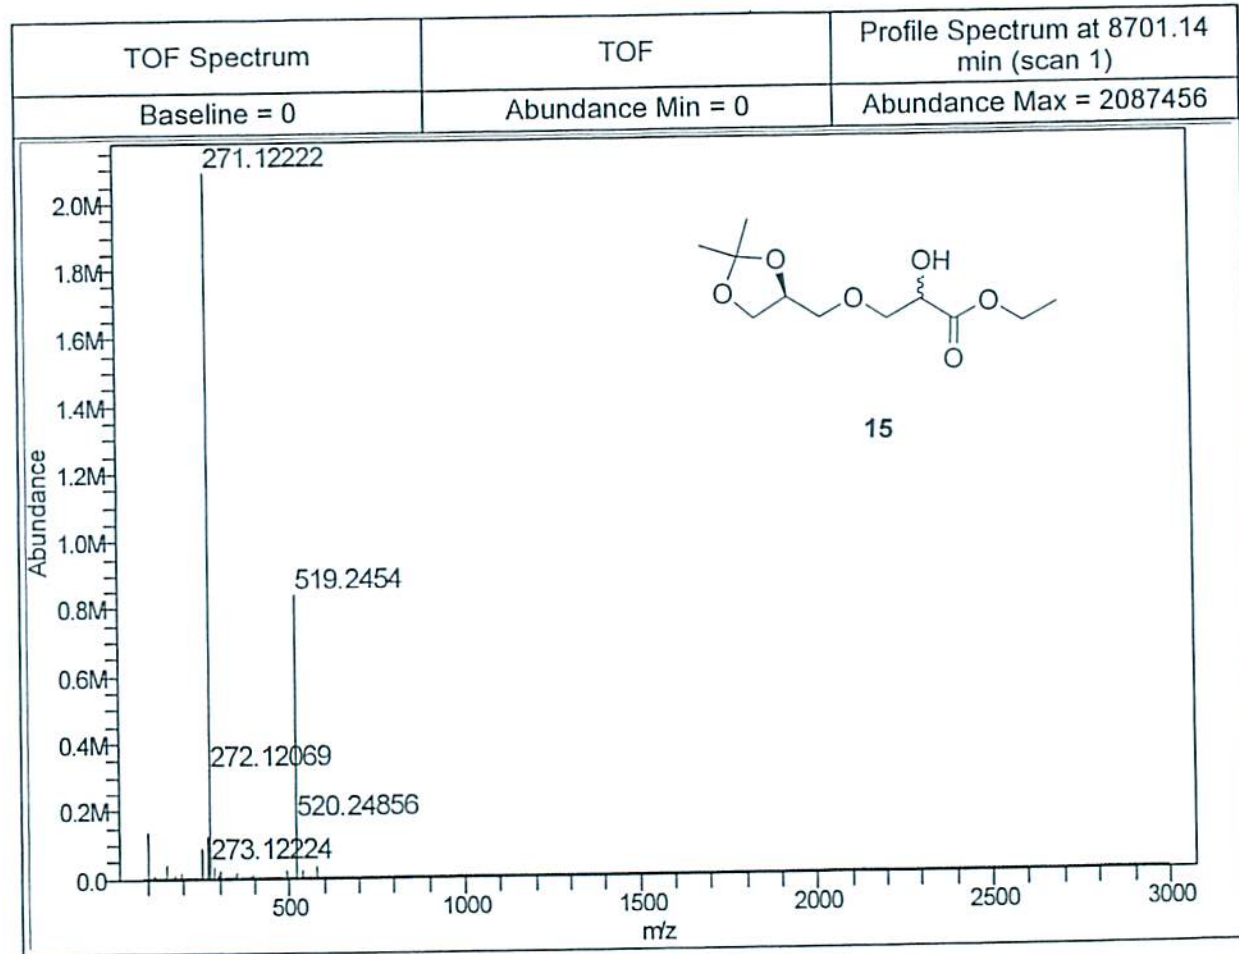 TOF Spectrum
TOF
Profile Spectrum at 8701.14
min (scan 1)
Baseline = 0
Abundance Min = 0
Abundance Max = 2087456
271.12222
2.0M
1.8M
1.6M
1.4M
1.2M
1.0M
0.8M
0.6M
0.4M
0.2M
0.0
Abundance
O
O
O
OH
O
O
15
519.2454
272.12069
520.24856
273.12224
500
1000
1500
2000
2500
3000
m/z